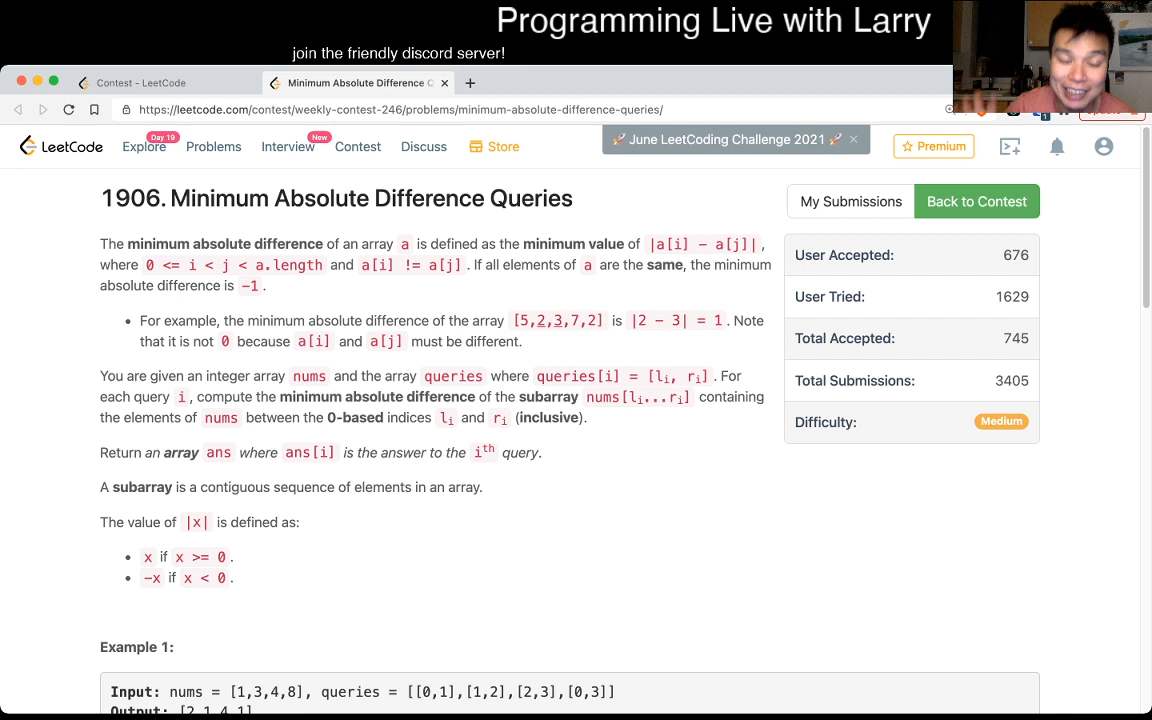 Programming Live with Larry
join the friendly discord server!
Contest - LeetCode
Minimum Absolute Difference Q
https://leetcode.com/contest/weekly-contest-246/problems/minimum-absolute-difference-queries/
LeetCode
Explore
Day 19
Problems
Interview
New
Contest
Discuss
Store
🚀 June LeetCoding Challenge 2021 🚀
Premium
1906. Minimum Absolute Difference Queries
My Submissions
Back to Contest
The minimum absolute difference of an array a is defined as the minimum value of |a[i] - a[j]|,
where 0 <= i < j < a.length and a[i] != a[j]. If all elements of a are the same, the minimum
absolute difference is -1.
• For example, the minimum absolute difference of the array [5,2,3,7,2] is |2 - 3| = 1. Note
that it is not 0 because a[i] and a[j] must be different.
You are given an integer array nums and the array queries where queries[i] = [li, ri]. For
each query i, compute the minimum absolute difference of the subarray nums[li...ri] containing
the elements of nums between the 0-based indices li and ri (inclusive).
Return an array ans where ans[i] is the answer to the ith query.
A subarray is a contiguous sequence of elements in an array.
The value of |x| is defined as:
• x if x >= 0.
• -x if x < 0.
User Accepted: 676
User Tried: 1629
Total Accepted: 745
Total Submissions: 3405
Difficulty: Medium
Example 1:
Input: nums = [1,3,4,8], queries = [[0,1],[1,2],[2,3],[0,3]]
Output: [2,1,4,1]